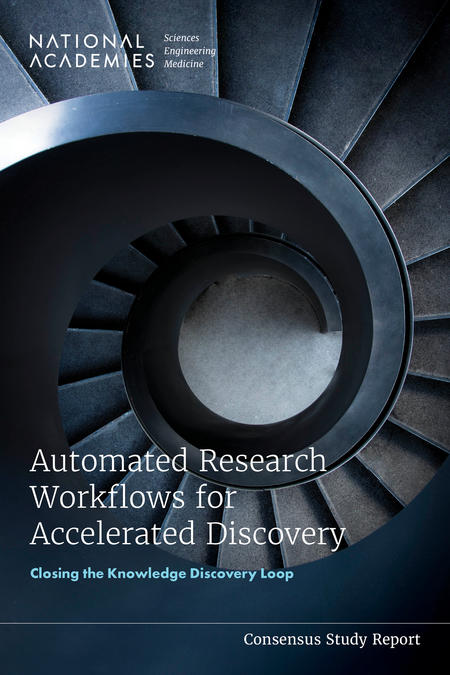 NATIONAL
ACADEMIES
Sciences
Engineering
Medicine
Automated Research
Workflows for
Accelerated Discovery
Closing the Knowledge Discovery Loop
Consensus Study Report